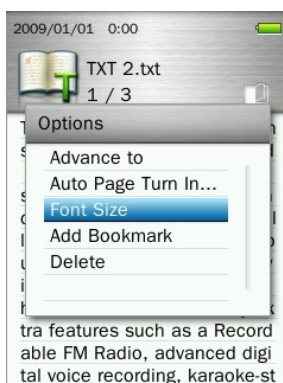 2009/01/01 0:00
T
TXT 2.txt
1 / 3
Options
Advance to
Auto Page Turn In...
Font Size
Add Bookmark
Delete
tra features such as a Record
able FM Radio, advanced digi
tal voice recording, karaoke-st